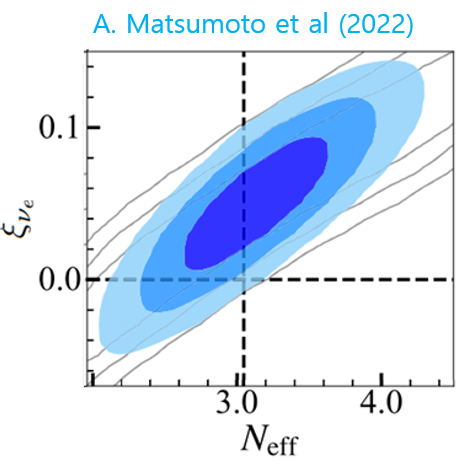 A. Matsumoto et al (2022)
0.1
ξνe
0.0
3.0 4.0
Neff